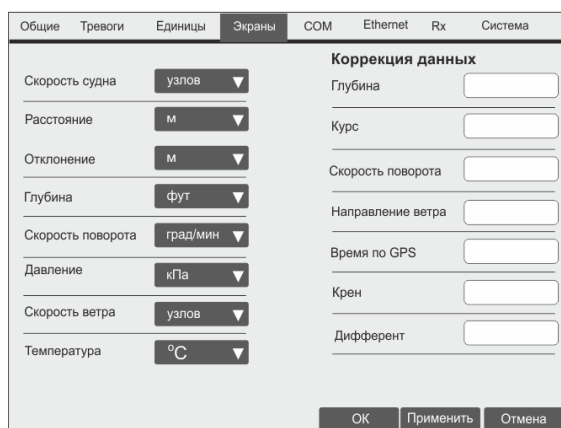 Общие Тревоги Единицы Экраны COM Ethernet Rx Система
Скорость судна узлов
Расстояние м
Отклонение м
Глубина фут
Скорость поворота град/мин
Давление кПа
Скорость ветра узлов
Температура °C
Коррекция данных
Глубина
Курс
Скорость поворота
Направление ветра
Время по GPS
Крен
Дифферент
ОК Применить Отмена